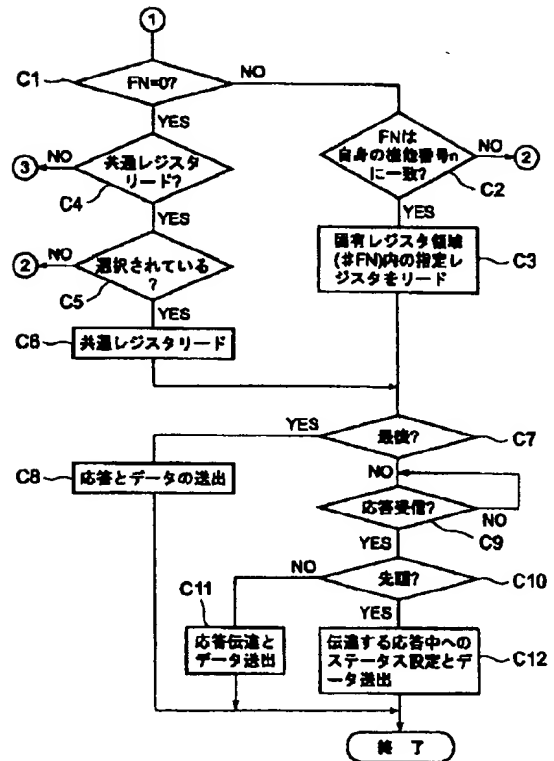 ①
C1
FN=0?
NO
YES
③
NO
共通レジスタ
リード?
C4
YES
FNは
自身の機能番号n
に一致?
NO
②
C2
YES
②
NO
選択されている
?
C5
YES
固有レジスタ領域
(#FN)内の指定レ
ジスタをリード
C3
C6
共通レジスタリード
YES
最後?
C7
NO
C8
応答とデータの送出
応答受信?
NO
C9
YES
NO
先頭?
C10
YES
C11
応答伝達と
データ送出
伝達する応答中への
ステータス設定とデ
ータ送出
C12
終了